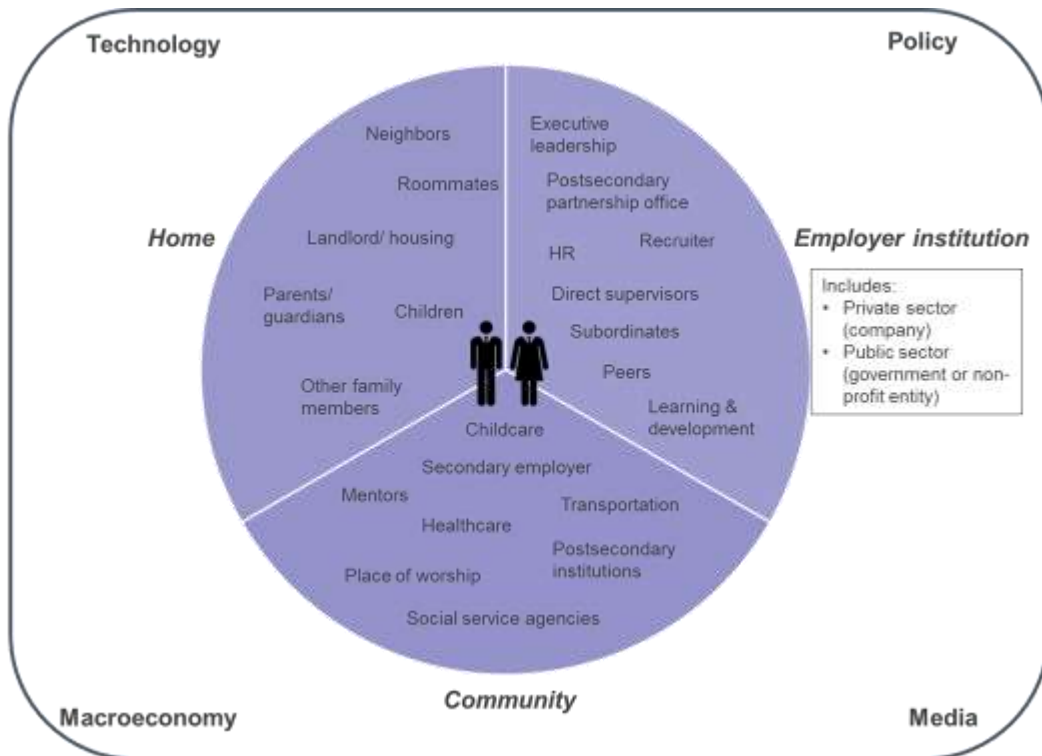 Technology
Policy
Neighbors
Executive
leadership
Roommates
Postsecondary
partnership office
Home
Landlord/ housing
HR
Recruiter
Employer institution
Includes:
• Private sector
(company)
• Public sector
(government or non-
profit entity)
Parents/
guardians
Children
Direct supervisors
Subordinates
Peers
Other family
members
Learning &
development
Childcare
Secondary employer
Mentors
Transportation
Healthcare
Postsecondary
institutions
Place of worship
Social service agencies
Community
Macroeconomy
Media